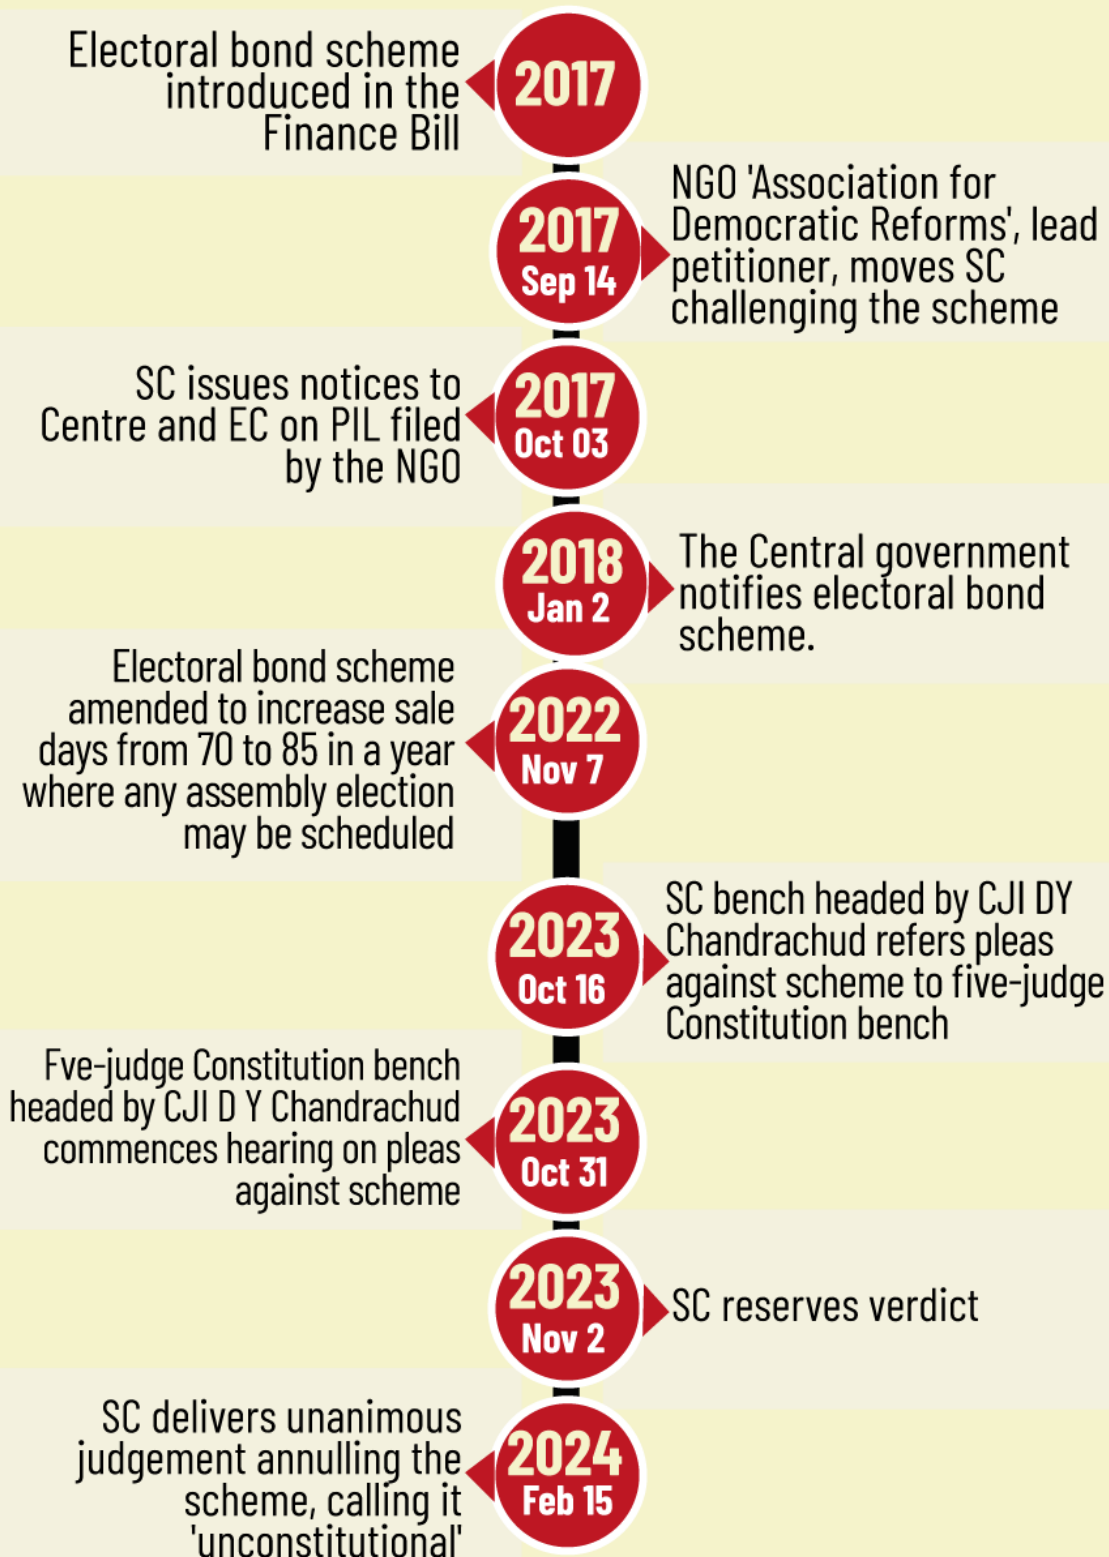 Electoral bond scheme
introduced in the
Finance Bill
2017
2017
Sep 14
NGO 'Association for
Democratic Reforms', lead
petitioner, moves SC
challenging the scheme
SC issues notices to
Centre and EC on PIL filed
by the NGO
2017
Oct 03
2018
Jan 2
The Central government
notifies electoral bond
scheme.
Electoral bond scheme
amended to increase sale
days from 70 to 85 in a year
where any assembly election
may be scheduled
2022
Nov 7
2023
Oct 16
SC bench headed by CJI DY
Chandrachud refers pleas
against scheme to five-judge
Constitution bench
Fve-judge Constitution bench
headed by CJI D Y Chandrachud
commences hearing on pleas
against scheme
2023
Oct 31
2023
Nov 2
SC reserves verdict
SC delivers unanimous
judgement annulling the
scheme, calling it
'unconstitutional'
2024
Feb 15